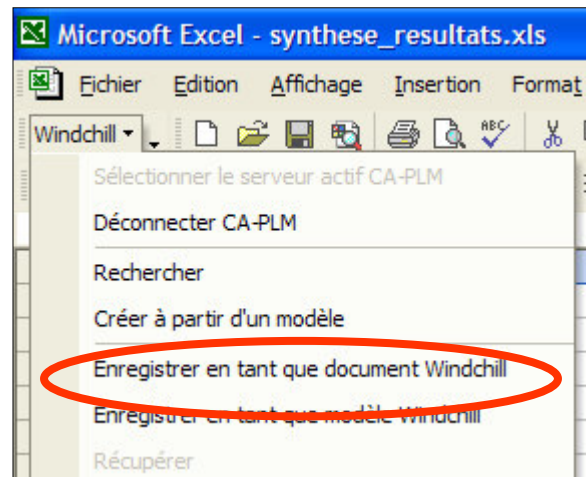 Microsoft Excel - synthese_resultats.xls
Fichier Edition Affichage Insertion Format
Windchill ABC
Sélectionner le serveur actif CA-PLM
Déconnecter CA-PLM
Rechercher
Créer à partir d'un modèle
Enregistrer en tant que document Windchill
Enregistrer en tant que modèle Windchill
Récupérer